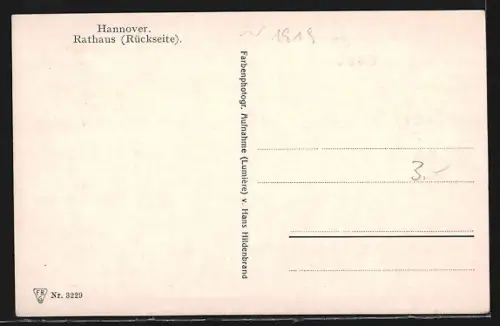 Hannover.
Rathaus (Rückseite).
~ 1919
Farbenphotogr. Aufnahme (Lumière) v. Hans Hildenbrand
3.-
Nr. 3229